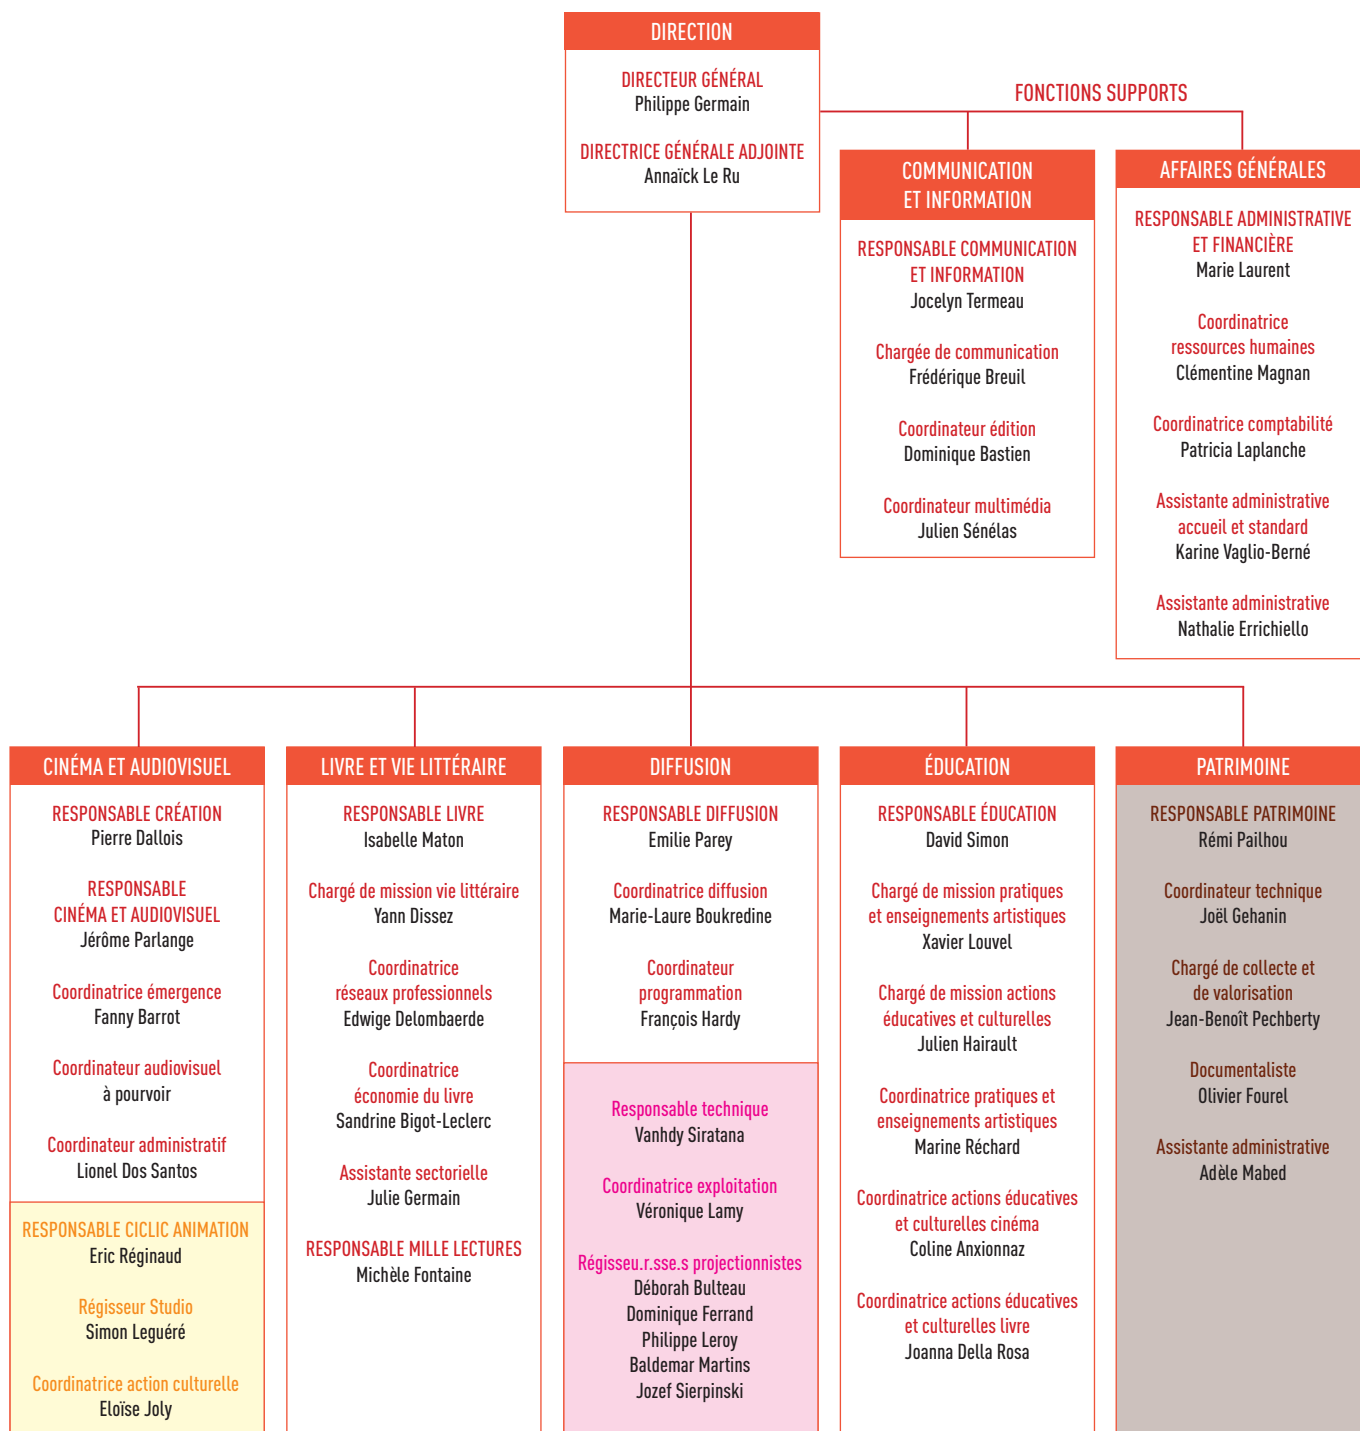 DIRECTION
DIRECTEUR GÉNÉRAL
Philippe Germain
DIRECTRICE GÉNÉRALE ADJOINTE
Annaïck Le Ru
FONCTIONS SUPPORTS
COMMUNICATION
ET INFORMATION
RESPONSABLE COMMUNICATION
ET INFORMATION
Jocelyn Termeau
Chargée de communication
Frédérique Breuil
Coordinateur édition
Dominique Bastien
Coordinateur multimédia
Julien Sénélas
AFFAIRES GÉNÉRALES
RESPONSABLE ADMINISTRATIVE
ET FINANCIÈRE
Marie Laurent
Coordinatrice
ressources humaines
Clémentine Magnan
Coordinatrice comptabilité
Patricia Laplanche
Assistante administrative
accueil et standard
Karine Vaglio-Berné
Assistante administrative
Nathalie Errichiello
CINÉMA ET AUDIOVISUEL
RESPONSABLE CRÉATION
Pierre Dallois
RESPONSABLE
CINÉMA ET AUDIOVISUEL
Jérôme Parlange
Coordinatrice émergence
Fanny Barrot
Coordinateur audiovisuel
à pourvoir
Coordinateur administratif
Lionel Dos Santos
RESPONSABLE CICLIC ANIMATION
Eric Réginaud
Régisseur Studio
Simon Leguéré
Coordinatrice action culturelle
Eloïse Joly
LIVRE ET VIE LITTÉRAIRE
RESPONSABLE LIVRE
Isabelle Maton
Chargé de mission vie littéraire
Yann Dissez
Coordinatrice
réseaux professionnels
Edwige Delombaerde
Coordinatrice
économie du livre
Sandrine Bigot-Leclerc
Assistante sectorielle
Julie Germain
RESPONSABLE MILLE LECTURES
Michèle Fontaine
DIFFUSION
RESPONSABLE DIFFUSION
Emilie Parey
Coordinatrice diffusion
Marie-Laure Boukredine
Coordinateur
programmation
François Hardy
Responsable technique
Vanhdy Siratana
Coordinatrice exploitation
Véronique Lamy
Régisseu.r.sse.s projectionnistes
Déborah Bulteau
Dominique Ferrand
Philippe Leroy
Baldemar Martins
Jozef Sierpinski
ÉDUCATION
RESPONSABLE ÉDUCATION
David Simon
Chargé de mission pratiques
et enseignements artistiques
Xavier Louvel
Chargé de mission actions
éducatives et culturelles
Julien Hairault
Coordinatrice pratiques et
enseignements artistiques
Marine Réchard
Coordinatrice actions éducatives
et culturelles cinéma
Coline Anxionnaz
Coordinatrice actions éducatives
et culturelles livre
Joanna Della Rosa
PATRIMOINE
RESPONSABLE PATRIMOINE
Rémi Pailhou
Coordinateur technique
Joël Gehanin
Chargé de collecte et
de valorisation
Jean-Benoît Pechberty
Documentaliste
Olivier Fourel
Assistante administrative
Adèle Mabed